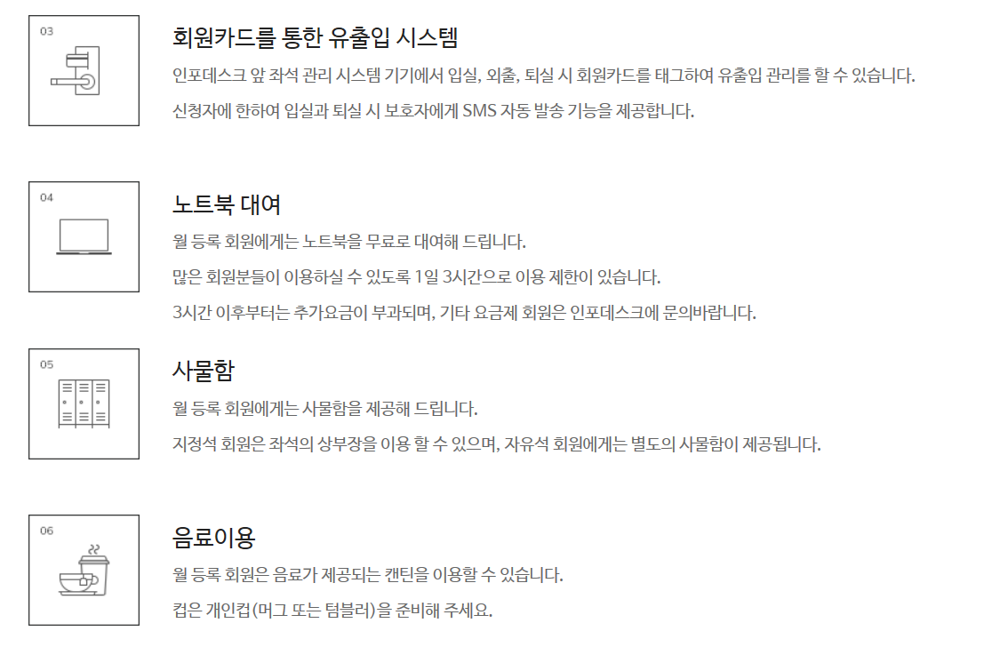 03
회원카드를 통한 유출입 시스템
인포데스크 앞 좌석 관리 시스템 기기에서 입실, 외출, 퇴실 시 회원카드를 태그하여 유출입 관리를 할 수 있습니다.
신청자에 한하여 입실과 퇴실 시 보호자에게 SMS 자동 발송 기능을 제공합니다.
04
노트북 대여
월 등록 회원에게는 노트북을 무료로 대여해 드립니다.
많은 회원분들이 이용하실 수 있도록 1일 3시간으로 이용 제한이 있습니다.
3시간 이후부터는 추가요금이 부과되며, 기타 요금제 회원은 인포데스크에 문의바랍니다.
05
사물함
월 등록 회원에게는 사물함을 제공해 드립니다.
지정석 회원은 좌석의 상부장을 이용 할 수 있으며, 자유석 회원에게는 별도의 사물함이 제공됩니다.
06
음료이용
월 등록 회원은 음료가 제공되는 캔틴을 이용할 수 있습니다.
컵은 개인컵(머그 또는 텀블러)을 준비해 주세요.